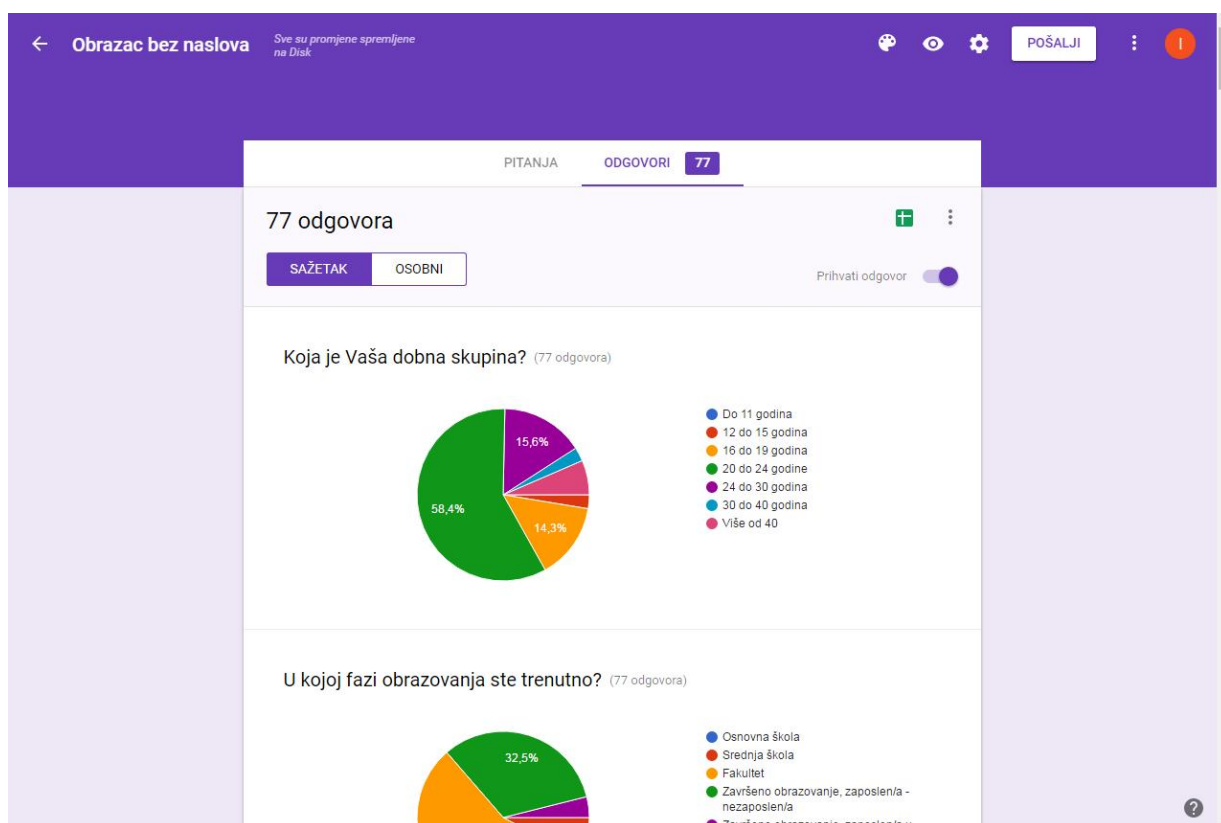 Obrazac bez naslova
Sve su promjene spremljene
na Disk
POŠALJI
I
PITANJA
ODGOVORI 77
77 odgovora
SAŽETAK OSOBNI
Prihvati odgovor
Koja je Vaša dobna skupina? (77 odgovora)
15,6%
58,4%
14,3%
Do 11 godina
12 do 15 godina
16 do 19 godina
20 do 24 godine
24 do 30 godina
30 do 40 godina
Više od 40
U kojoj fazi obrazovanja ste trenutno? (77 odgovora)
32,5%
Osnovna škola
Srednja škola
Fakultet
Završeno obrazovanje, zaposlen/a -
nezaposlen/a